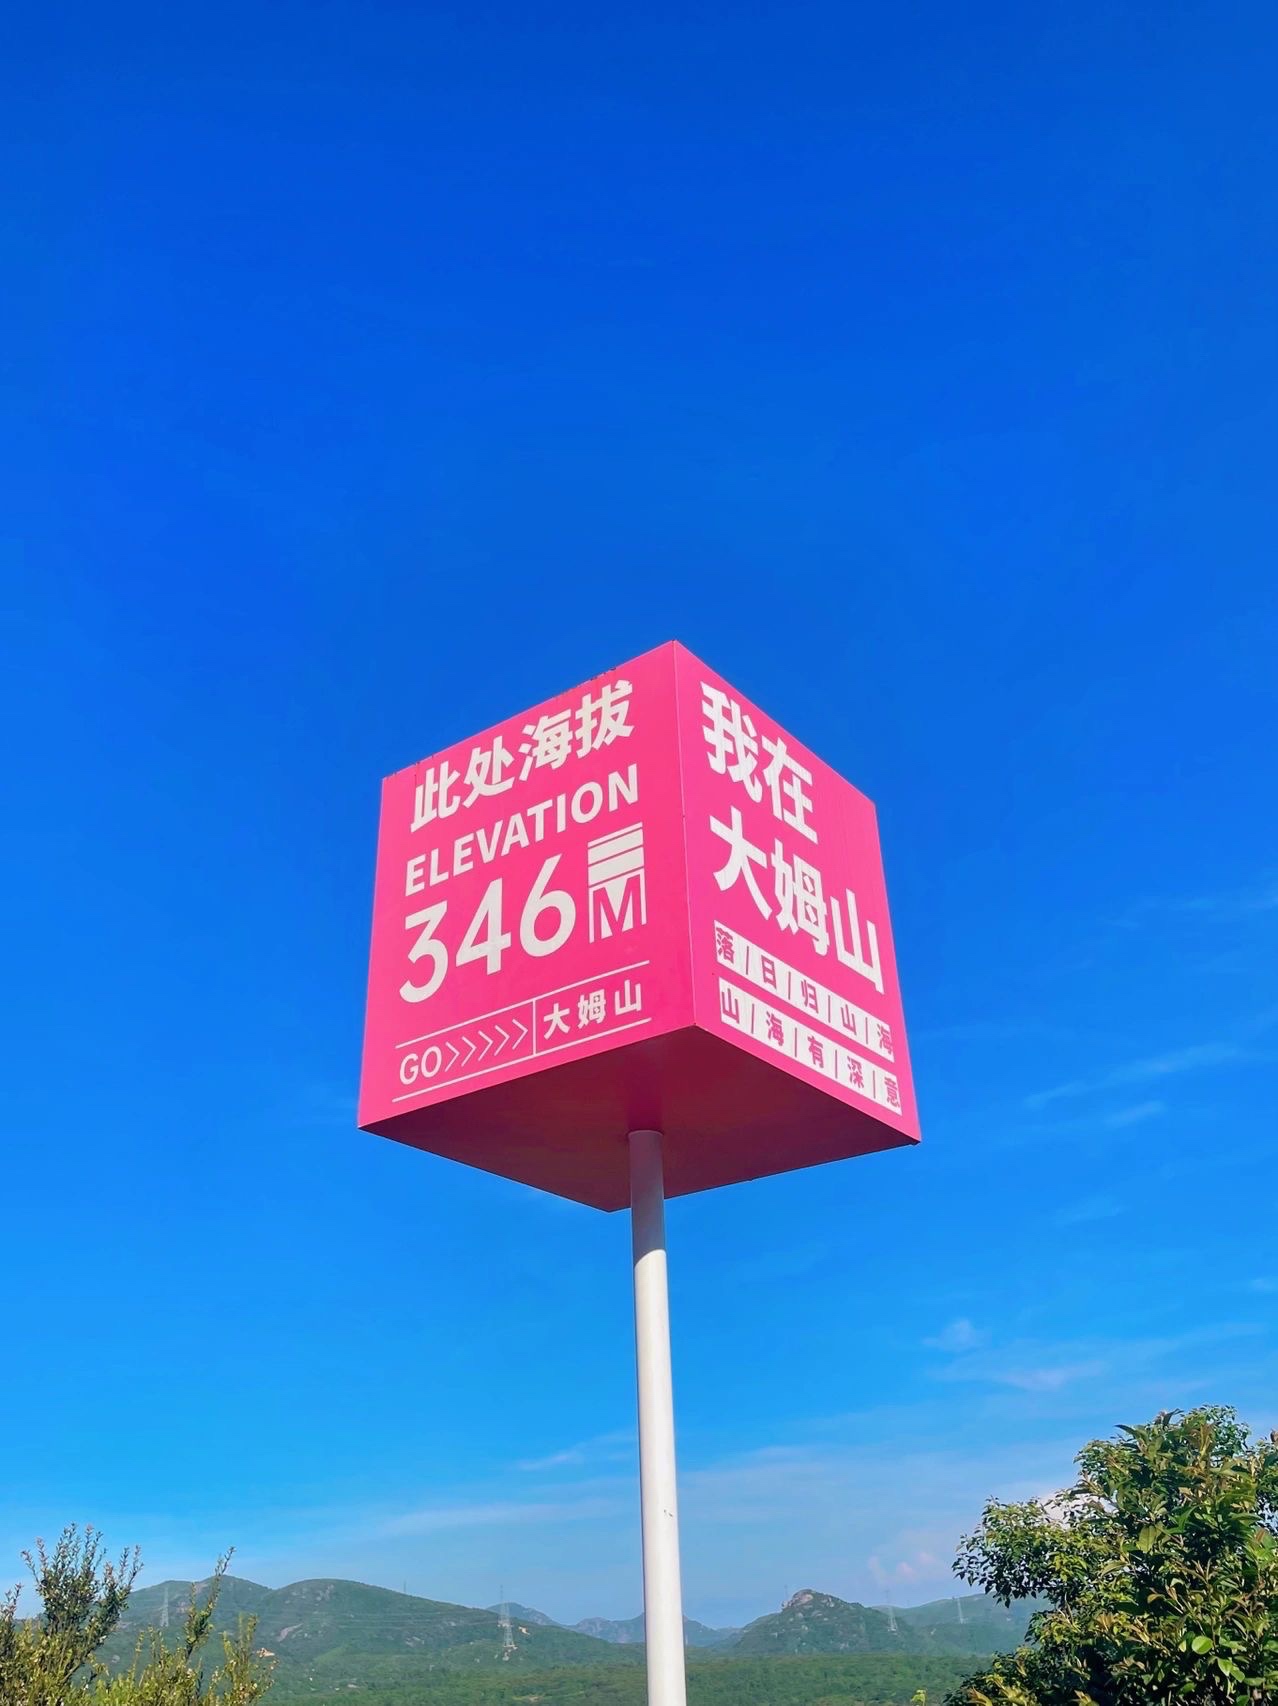 此处海拔
ELEVATION
346M
GO>>>>>
大姆山
我在
大姆山
落/日/归/山/海
山/海/有/深/意